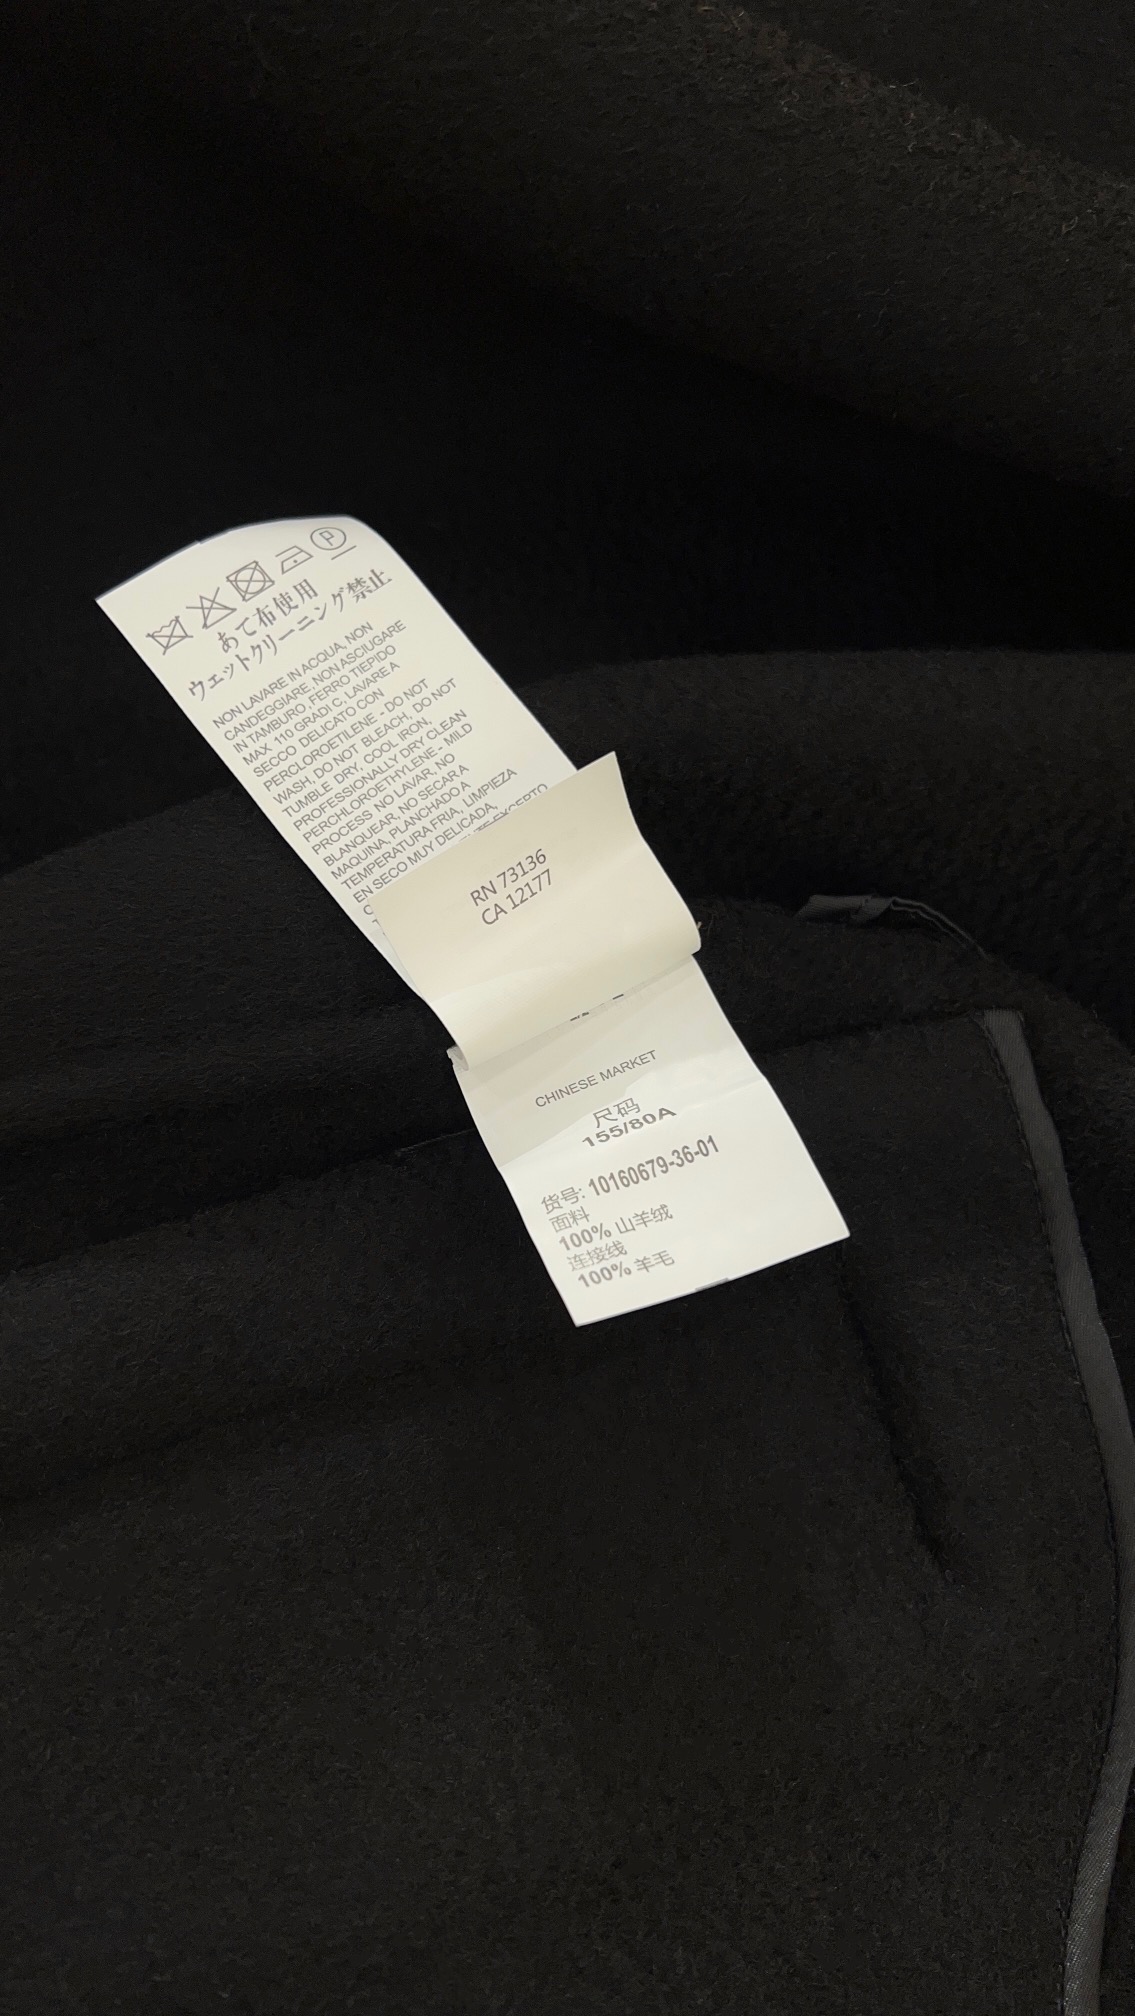 P
あて布使用
ウェットクリーニング禁止
NON LAVARE IN ACQUA, NON
CANDEGGIARE, NON ASCIUGARE
IN TAMBURO, FERRO TIEPIDO
MAX 110 GRADI C, LAVARE A
SECCO DELICATO CON
PERCLOROETILENE - DO NOT
WASH, DO NOT BLEACH, DO NOT
TUMBLE DRY, COOL IRON,
PROFESSIONALLY DRY CLEAN
PERCHLOROETHYLENE - MILD
PROCESS NO LAVAR, NO
BLANQUEAR, NO SECAR A
MAQUINA, PLANCHADO A
TEMPERATURA FRIA, LIMPIEZA
EN SECO MUY DELICADA,
EXCEPTO
RN 73136
CA 12177
CHINESE MARKET
尺码
155/80A
货号: 10160679-36-01
面料
100% 山羊绒
连接线
100% 羊毛